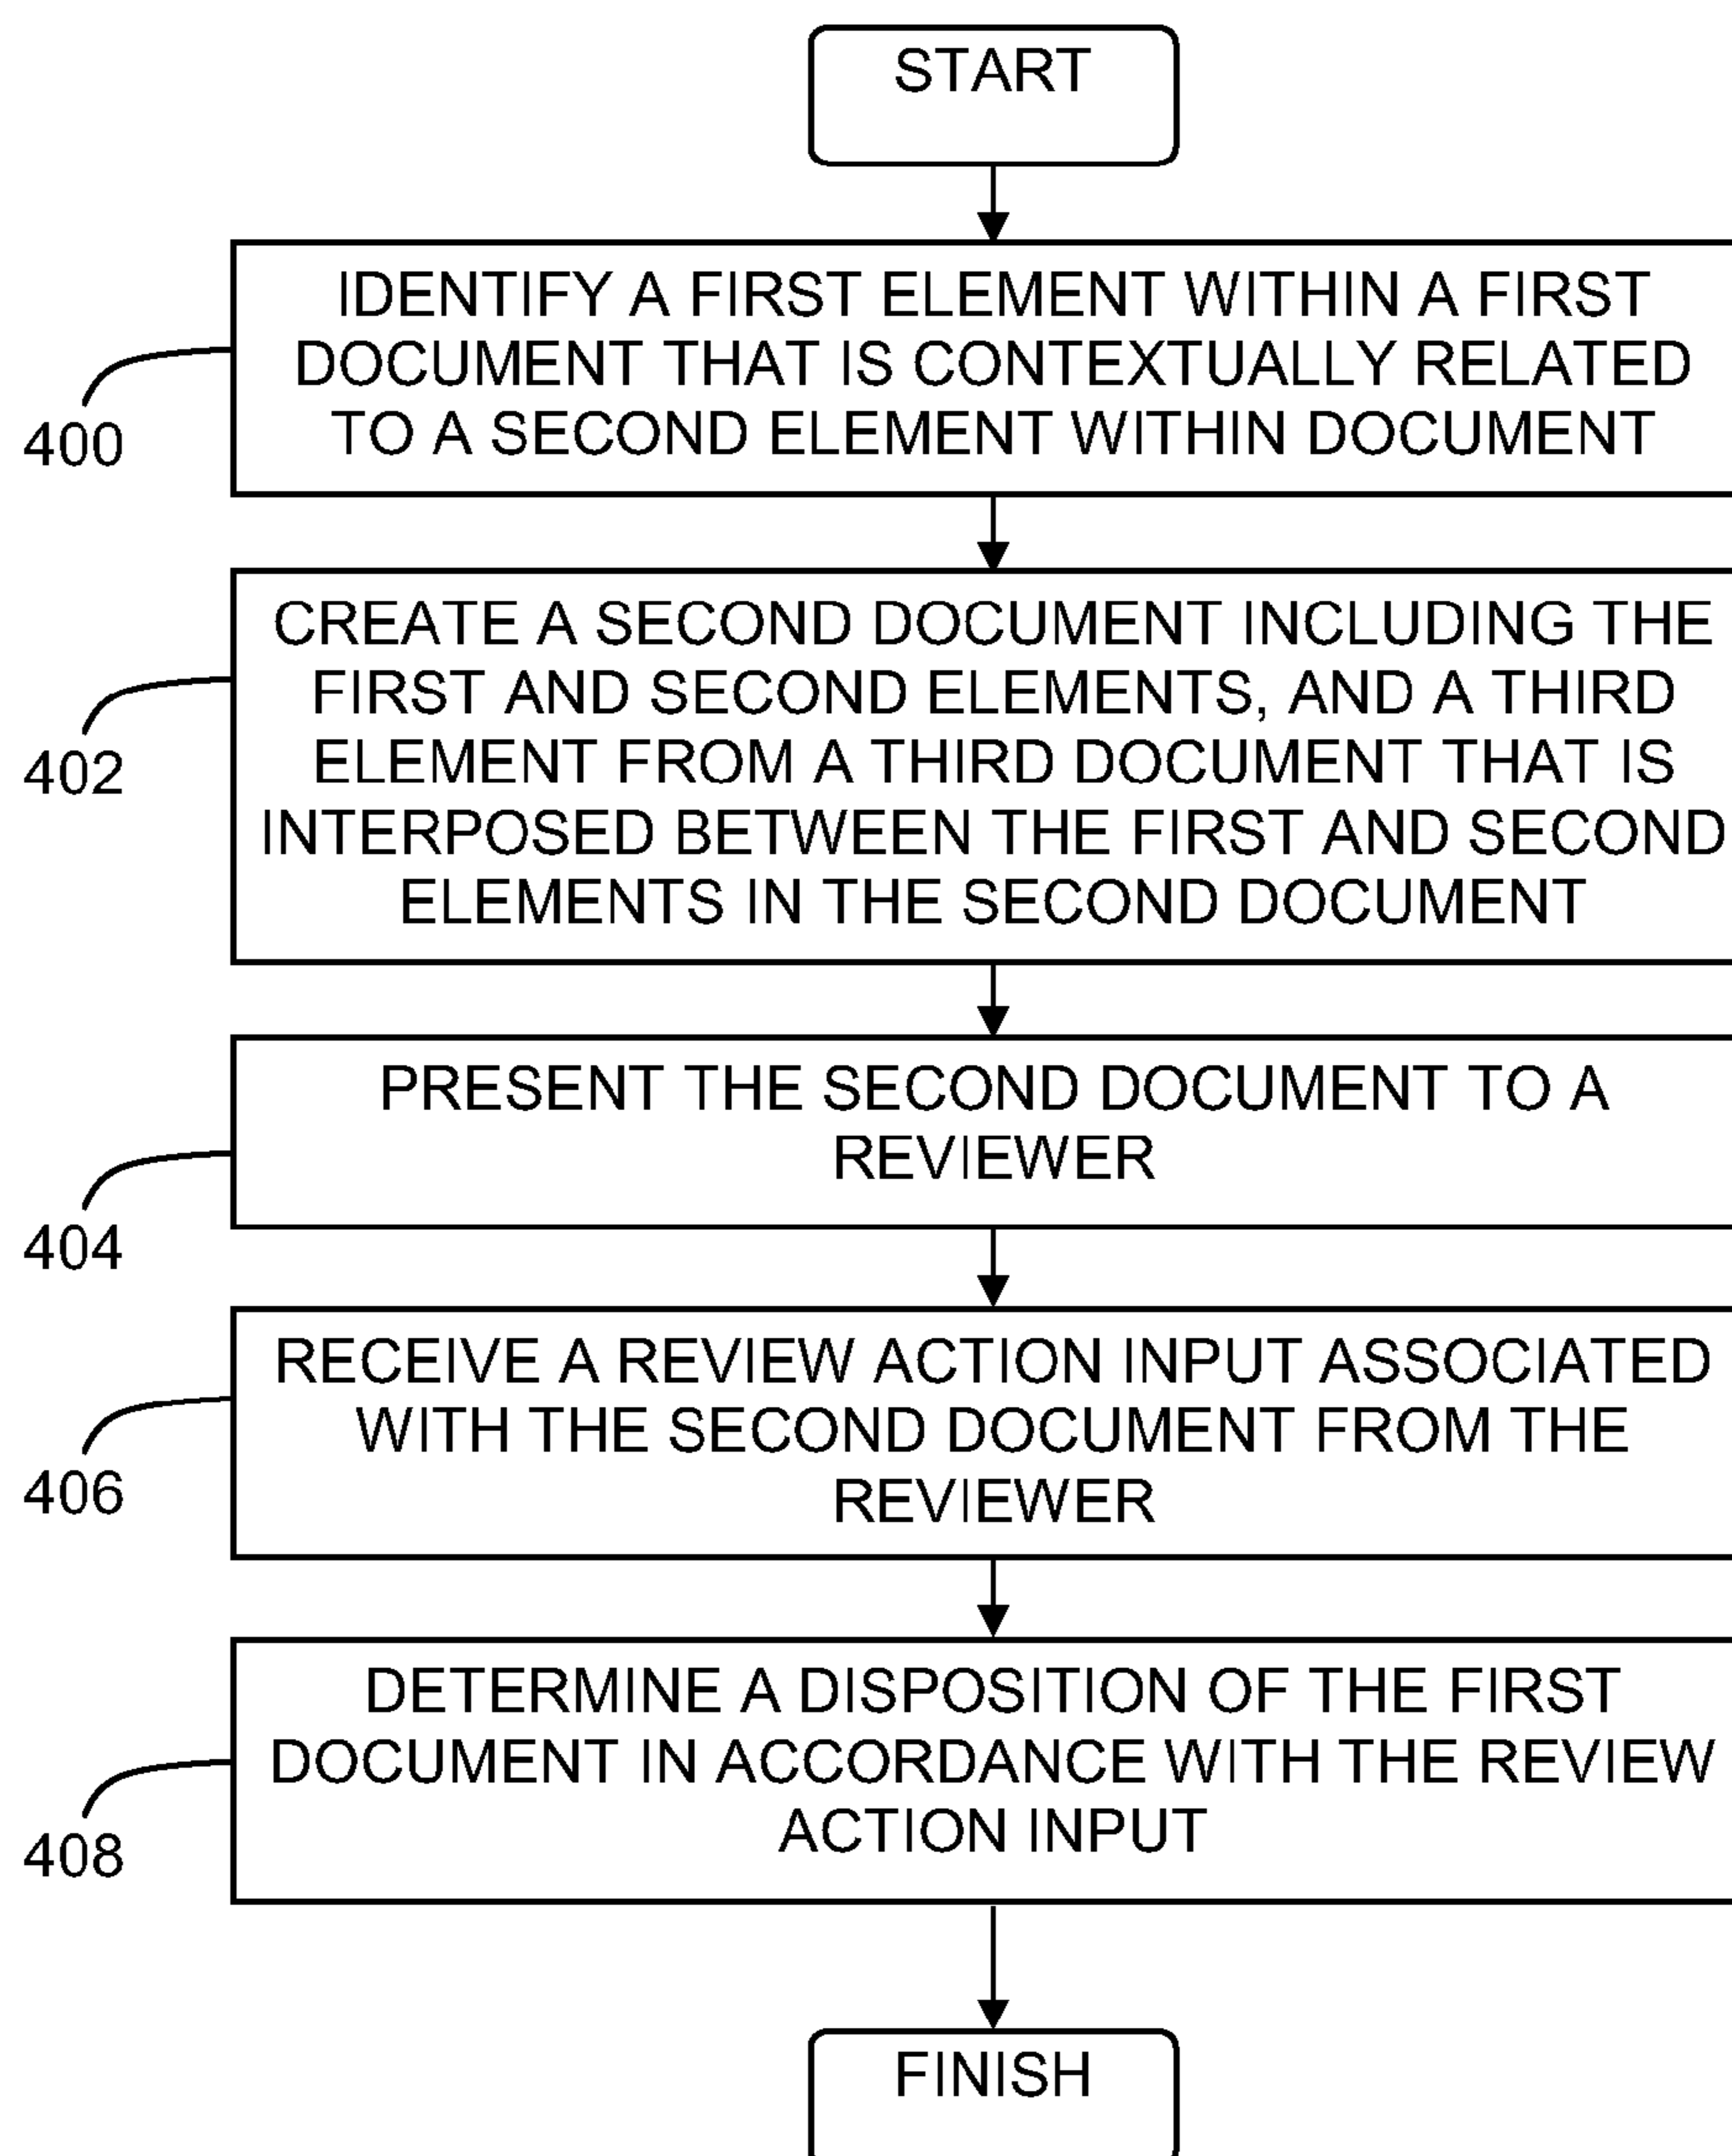 START
IDENTIFY A FIRST ELEMENT WITHIN A FIRST
DOCUMENT THAT IS CONTEXTUALLY RELATED
TO A SECOND ELEMENT WITHIN DOCUMENT
400
CREATE A SECOND DOCUMENT INCLUDING THE
FIRST AND SECOND ELEMENTS, AND A THIRD
ELEMENT FROM A THIRD DOCUMENT THAT IS
INTERPOSED BETWEEN THE FIRST AND SECOND
ELEMENTS IN THE SECOND DOCUMENT
402
PRESENT THE SECOND DOCUMENT TO A
REVIEWER
404
RECEIVE A REVIEW ACTION INPUT ASSOCIATED
WITH THE SECOND DOCUMENT FROM THE
REVIEWER
406
DETERMINE A DISPOSITION OF THE FIRST
DOCUMENT IN ACCORDANCE WITH THE REVIEW
ACTION INPUT
408
FINISH